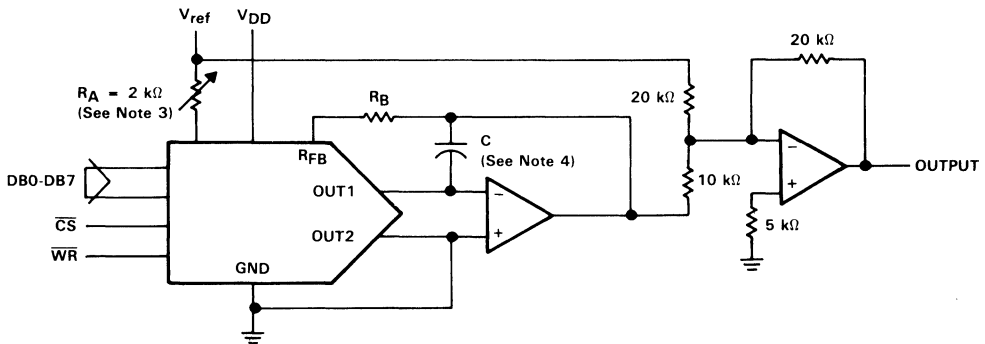 Vref
VDD
20 kΩ
RA = 2 kΩ
(See Note 3)
RB
20 kΩ
RFB
C
(See Note 4)
DB0-DB7
OUT1
−
−
+
OUTPUT
10 kΩ
CS
OUT2
+
5 kΩ
WR
GND